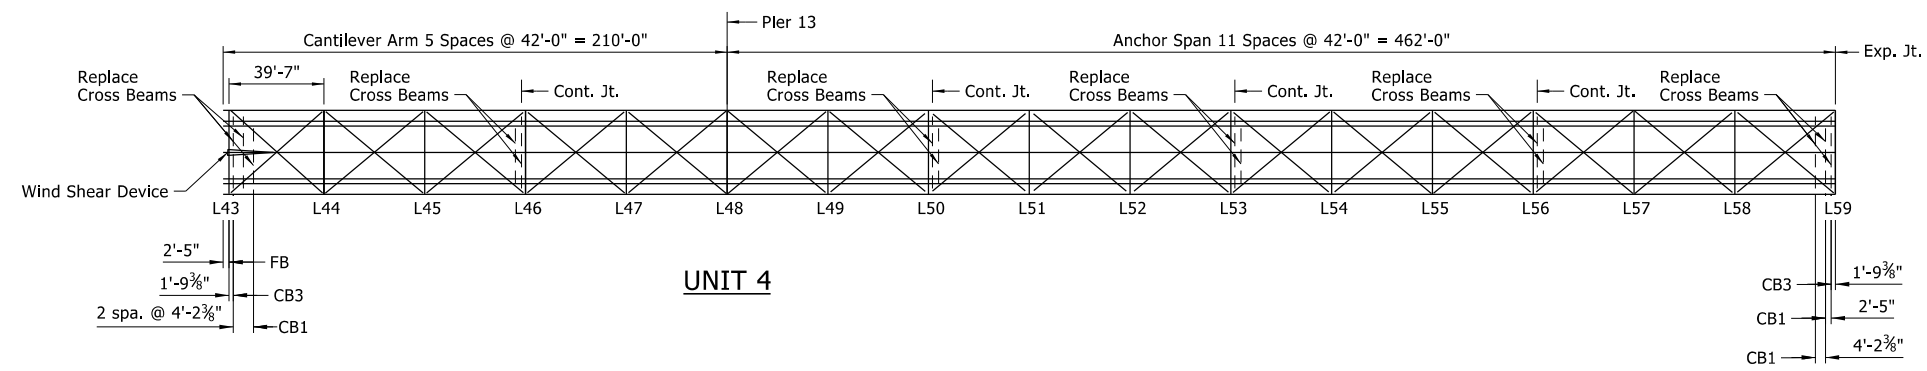 Pier 13
Cantilever Arm 5 Spaces @ 42'-0" = 210'-0"
Anchor Span 11 Spaces @ 42'-0" = 462'-0"
Exp. Jt.
Replace
Cross Beams
39'-7"
Replace
Cross Beams
Cont. Jt.
Replace
Cross Beams
Cont. Jt.
Replace
Cross Beams
Cont. Jt.
Replace
Cross Beams
Cont. Jt.
Replace
Cross Beams
Wind Shear Device
L43 L44 L45 L46 L47 L48 L49 L50 L51 L52 L53 L54 L55 L56 L57 L58 L59
2'-5" FB
1'-9⅜" CB3
2 spa. @ 4'-2⅜" CB1
UNIT 4
CB3 1'-9⅜"
CB1 2'-5"
CB1 4'-2⅜"